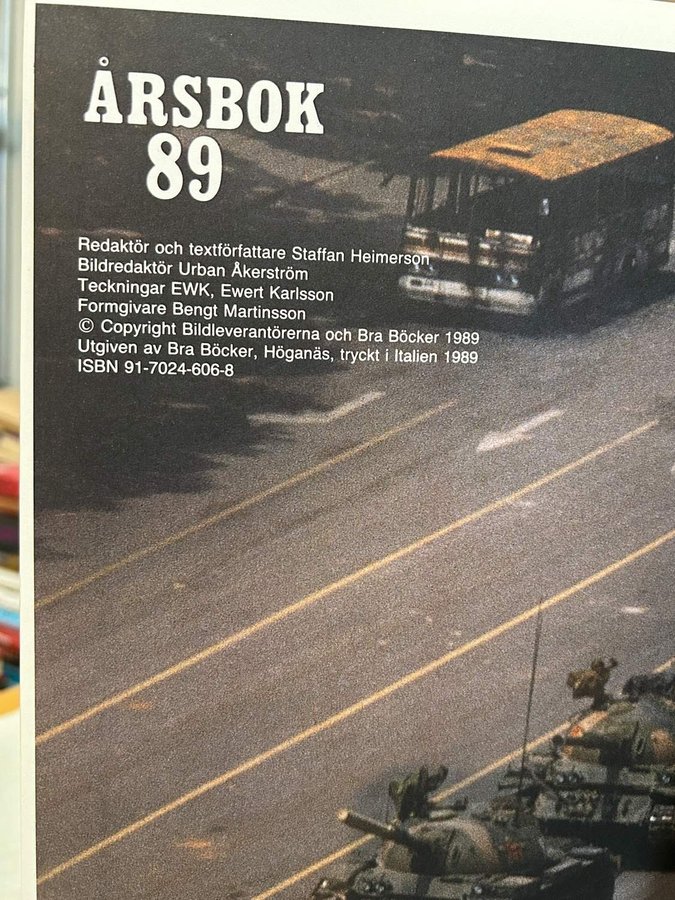 ÅRSBOK
89
Redaktör och textförfattare Staffan Heimerson
Bildredaktör Urban Åkerström
Teckningar EWK, Ewert Karlsson
Formgivare Bengt Martinsson
© Copyright Bildleverantörerna och Bra Böcker 1989
Utgiven av Bra Böcker, Höganäs, tryckt i Italien 1989
ISBN 91-7024-606-8